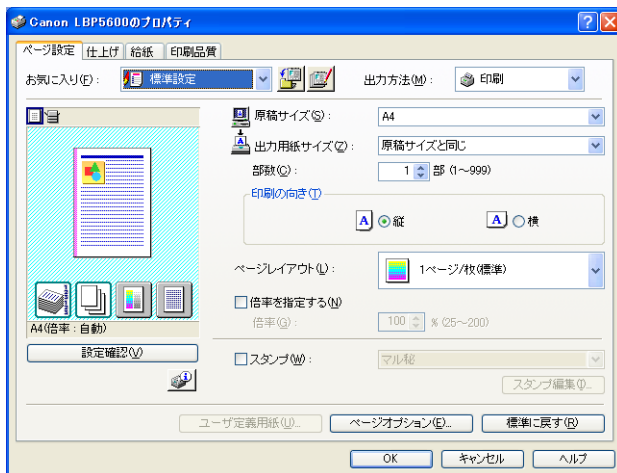 Canon LBP5600のプロパティ
ページ設定 仕上げ 給紙 印刷品質
お気に入り(F): 標準設定 出力方法(M): 印刷
原稿サイズ(S): A4
出力用紙サイズ(Z): 原稿サイズと同じ
部数(C): 1 部 (1～999)
印刷の向き(T)
A 縦 A 横
ページレイアウト(L): 1ページ/枚(標準)
倍率を指定する(N)
倍率(G): 100 % (25～200)
A4(倍率:自動)
設定確認(V)
スタンプ(W): マル秘
スタンプ編集(I)...
ユーザ定義用紙(U)... ページオプション(E)... 標準に戻す(R)
OK キャンセル ヘルプ